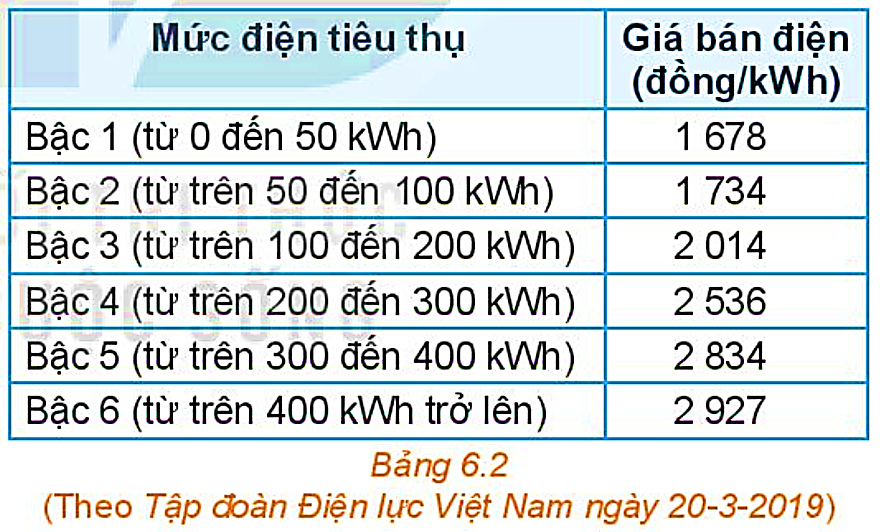 Mức điện tiêu thụ
Giá bán điện
(đồng/kWh)
Bậc 1 (từ 0 đến 50 kWh) 1 678
Bậc 2 (từ trên 50 đến 100 kWh) 1 734
Bậc 3 (từ trên 100 đến 200 kWh) 2 014
Bậc 4 (từ trên 200 đến 300 kWh) 2 536
Bậc 5 (từ trên 300 đến 400 kWh) 2 834
Bậc 6 (từ trên 400 kWh trở lên) 2 927
Bảng 6.2
(Theo Tập đoàn Điện lực Việt Nam ngày 20-3-2019)